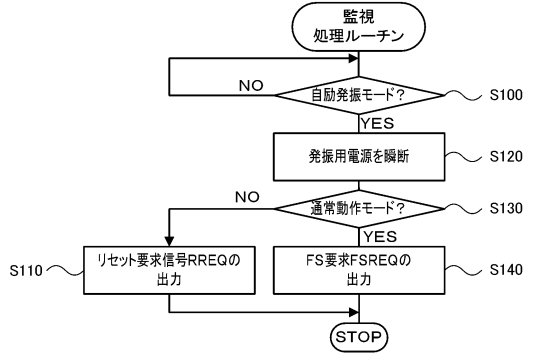 監視
処理ルーチン
NO
自励発振モード?
S100
YES
発振用電源を瞬断
S120
NO
通常動作モード?
S130
YES
S110
リセット要求信号RREQの
出力
FS要求FSREQの
出力
S140
STOP